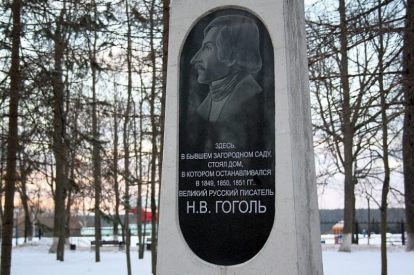 ЗДЕСЬ,
В БЫВШЕМ ЗАГОРОДНОМ САДУ,
СТОЯЛ ДОМ,
В КОТОРОМ ОСТАНАВЛИВАЛСЯ
В 1849, 1850, 1851 ГГ.
ВЕЛИКИЙ РУССКИЙ ПИСАТЕЛЬ
Н.В. ГОГОЛЬ